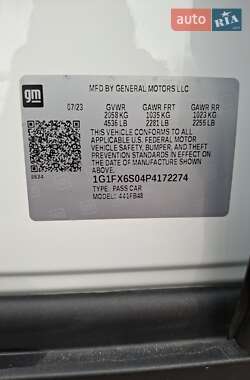 AUTO
RIA
gm
MFD BY GENERAL MOTORS LLC
07/23 GVWR GAWR FRT GAWR RR
2058 KG 1035 KG 1023 KG
4536 LB 2281 LB 2255 LB
THIS VEHICLE CONFORMS TO ALL
APPLICABLE U.S. FEDERAL MOTOR
VEHICLE SAFETY, BUMPER, AND THEFT
PREVENTION STANDARDS IN EFFECT ON
THE DATE OF MANUFACTURE SHOWN
ABOVE.
1G1FX6S04P4172274
TYPE: PASS CAR